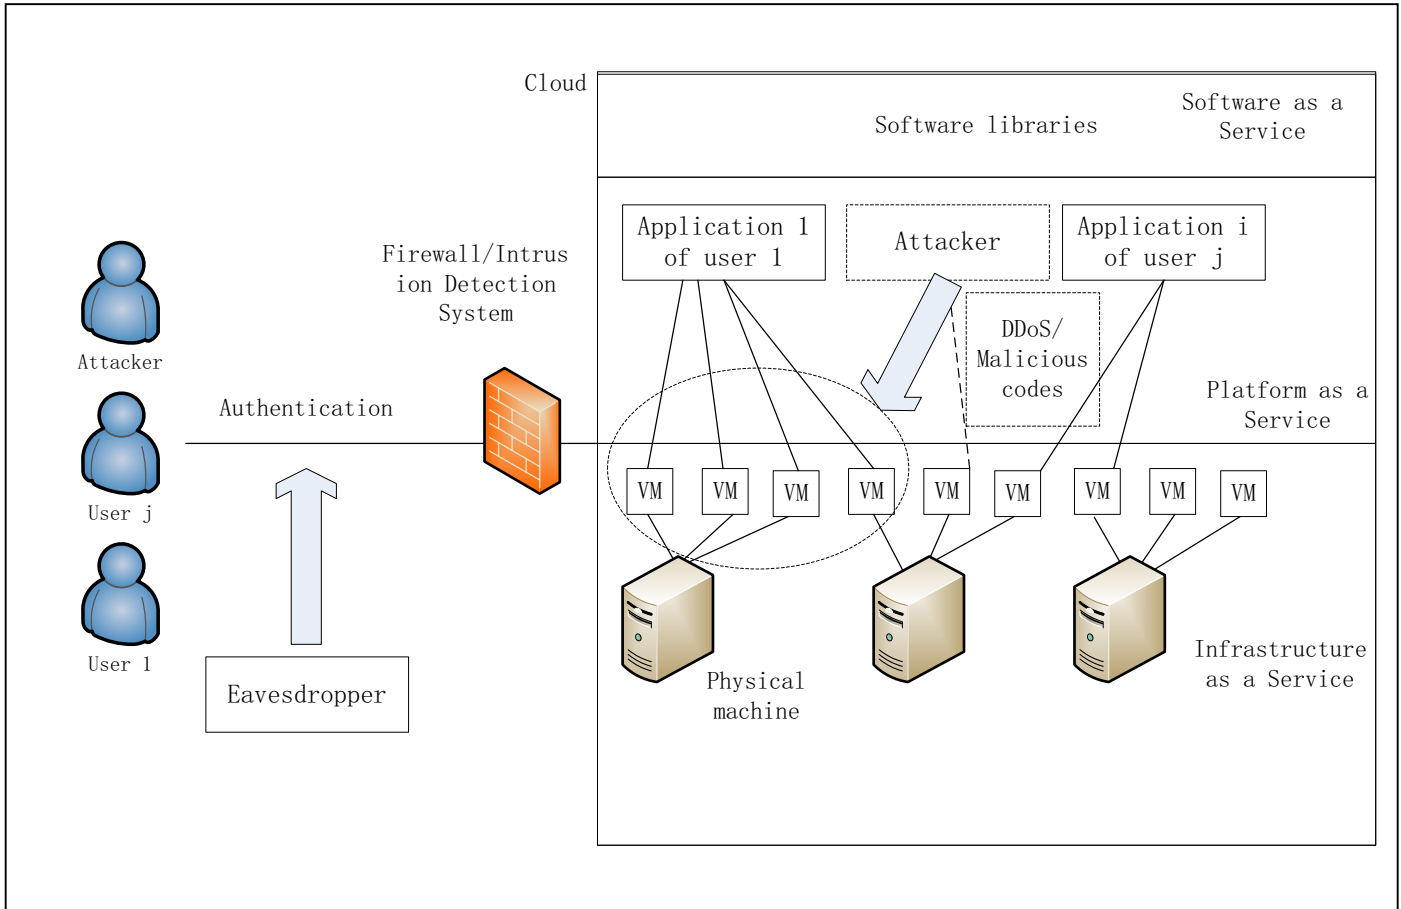 Cloud
Software libraries
Software as a
Service
Application 1
of user 1
Attacker
Application i
of user j
Firewall/Intrus
ion Detection
System
DDoS/
Malicious
codes
Attacker
Authentication
Platform as a
Service
User j
VM
VM
VM
VM
VM
VM
VM
VM
VM
User 1
Eavesdropper
Physical
machine
Infrastructure
as a Service